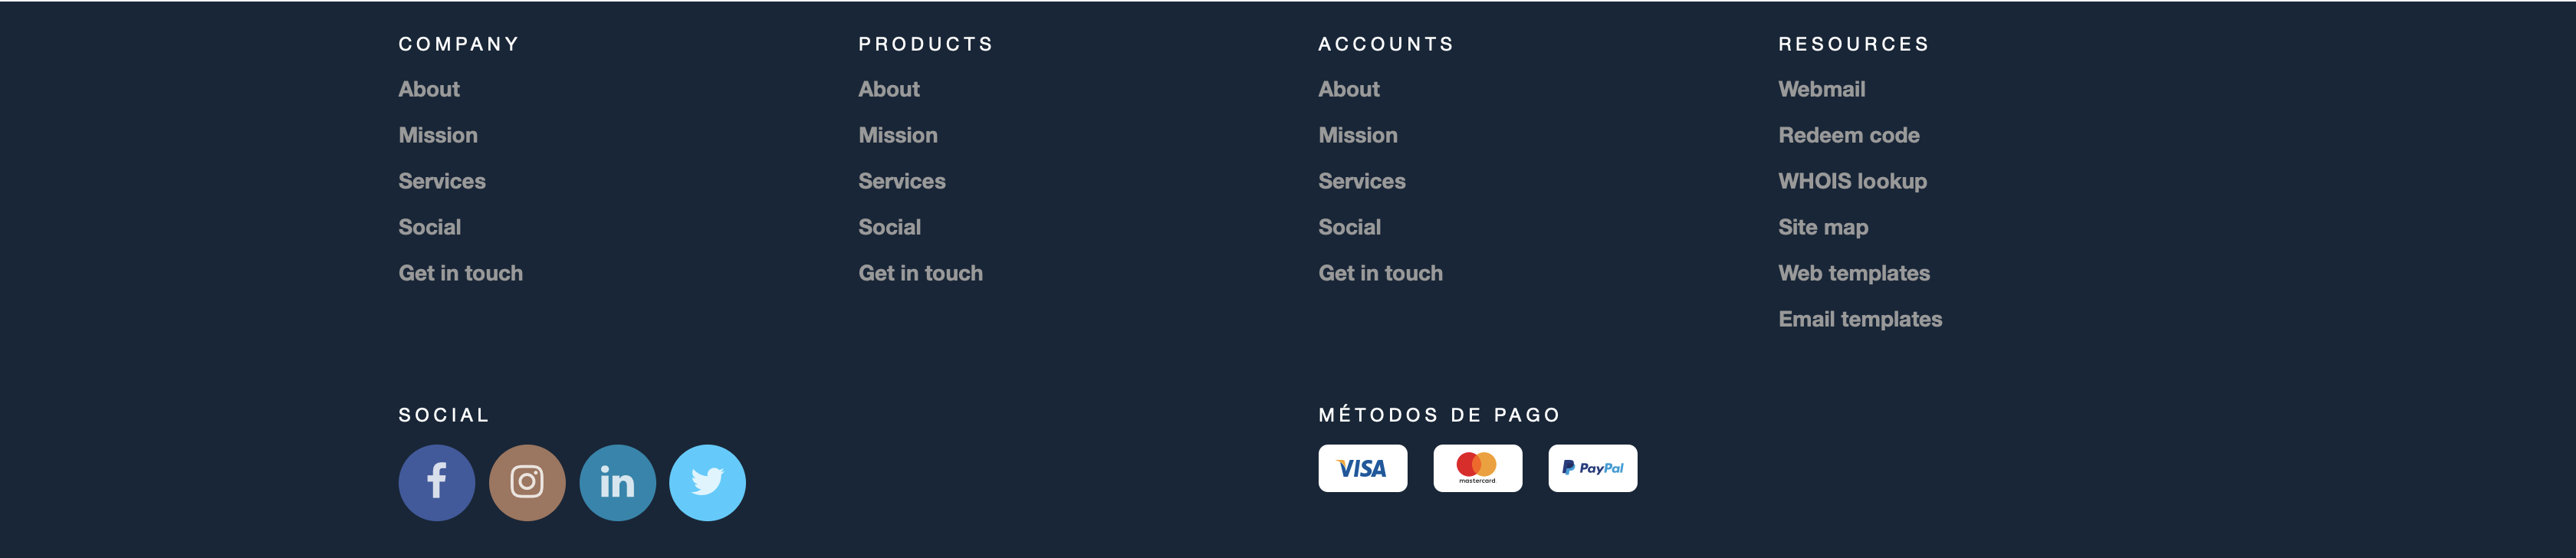 COMPANY
About
Mission
Services
Social
Get in touch
PRODUCTS
About
Mission
Services
Social
Get in touch
ACCOUNTS
About
Mission
Services
Social
Get in touch
RESOURCES
Webmail
Redeem code
WHOIS lookup
Site map
Web templates
Email templates
SOCIAL
f
in
MÉTODOS DE PAGO
VISA
mastercard
PayPal